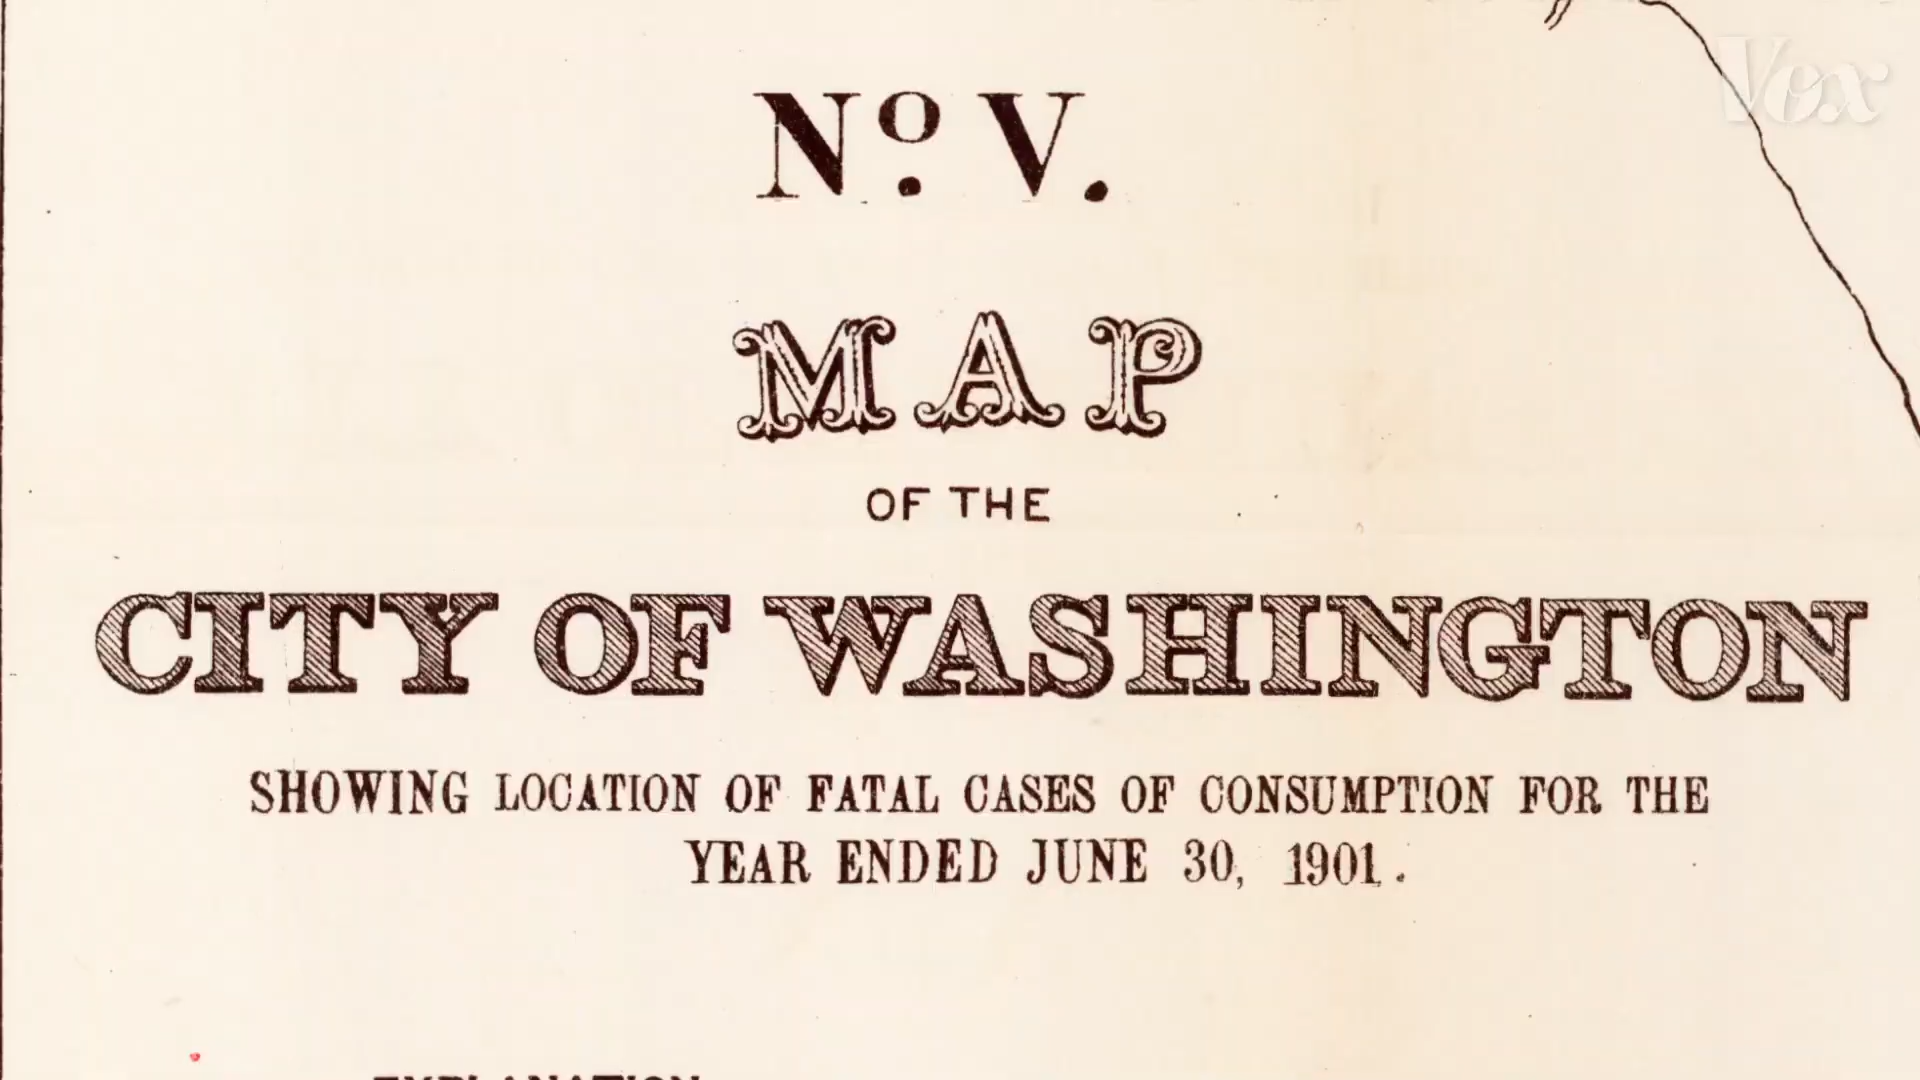 Vox
Nº. V.
MAP
OF THE
CITY OF WASHINGTON
SHOWING LOCATION OF FATAL CASES OF CONSUMPTION FOR THE
YEAR ENDED JUNE 30, 1901.
EXPLANATION